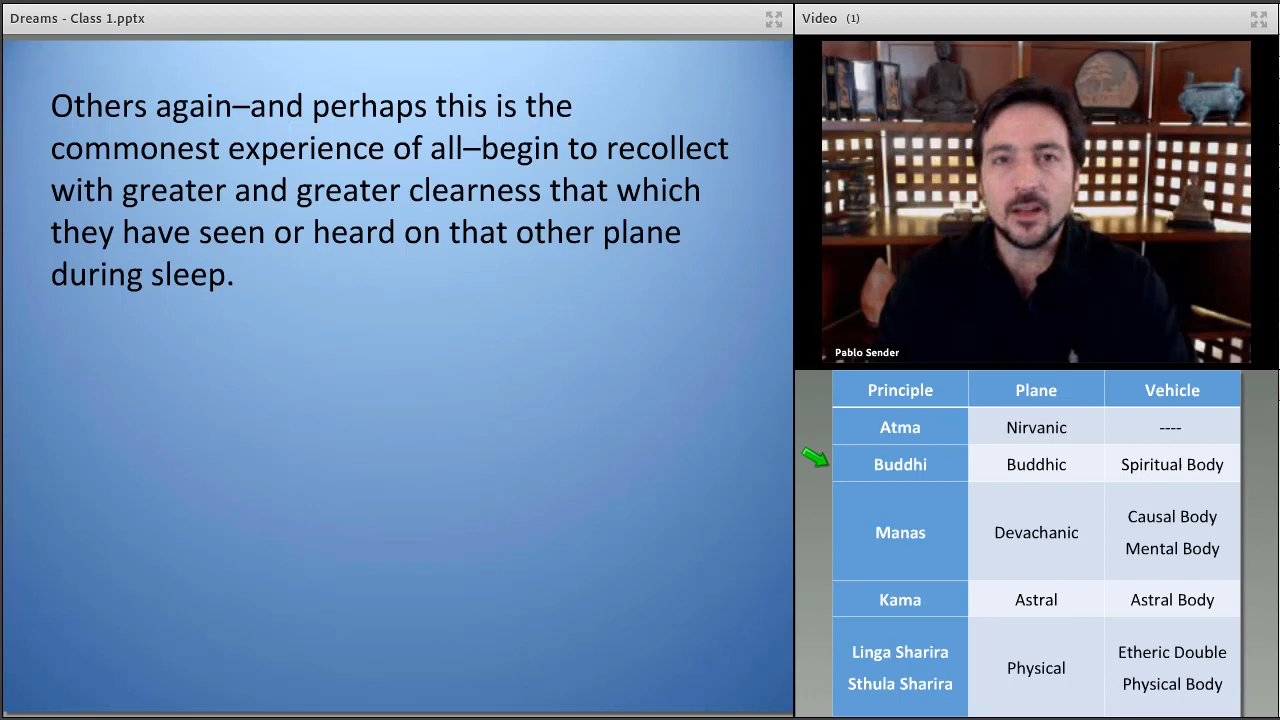 Dreams - Class 1.pptx
Others again–and perhaps this is the
commonest experience of all–begin to recollect
with greater and greater clearness that which
they have seen or heard on that other plane
during sleep.
Video (1)
Pablo Sender
Principle Plane Vehicle
Atma Nirvanic ----
Buddhi Buddhic Spiritual Body
Manas Devachanic Causal Body
Mental Body
Kama Astral Astral Body
Linga Sharira Physical Etheric Double
Sthula Sharira Physical Body